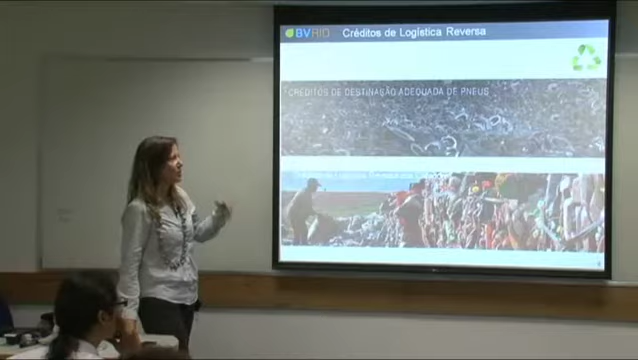 BVRIO
Créditos de Logística Reversa
CRÉDITOS DE DESTINAÇÃO ADEQUADA DE PNEUS